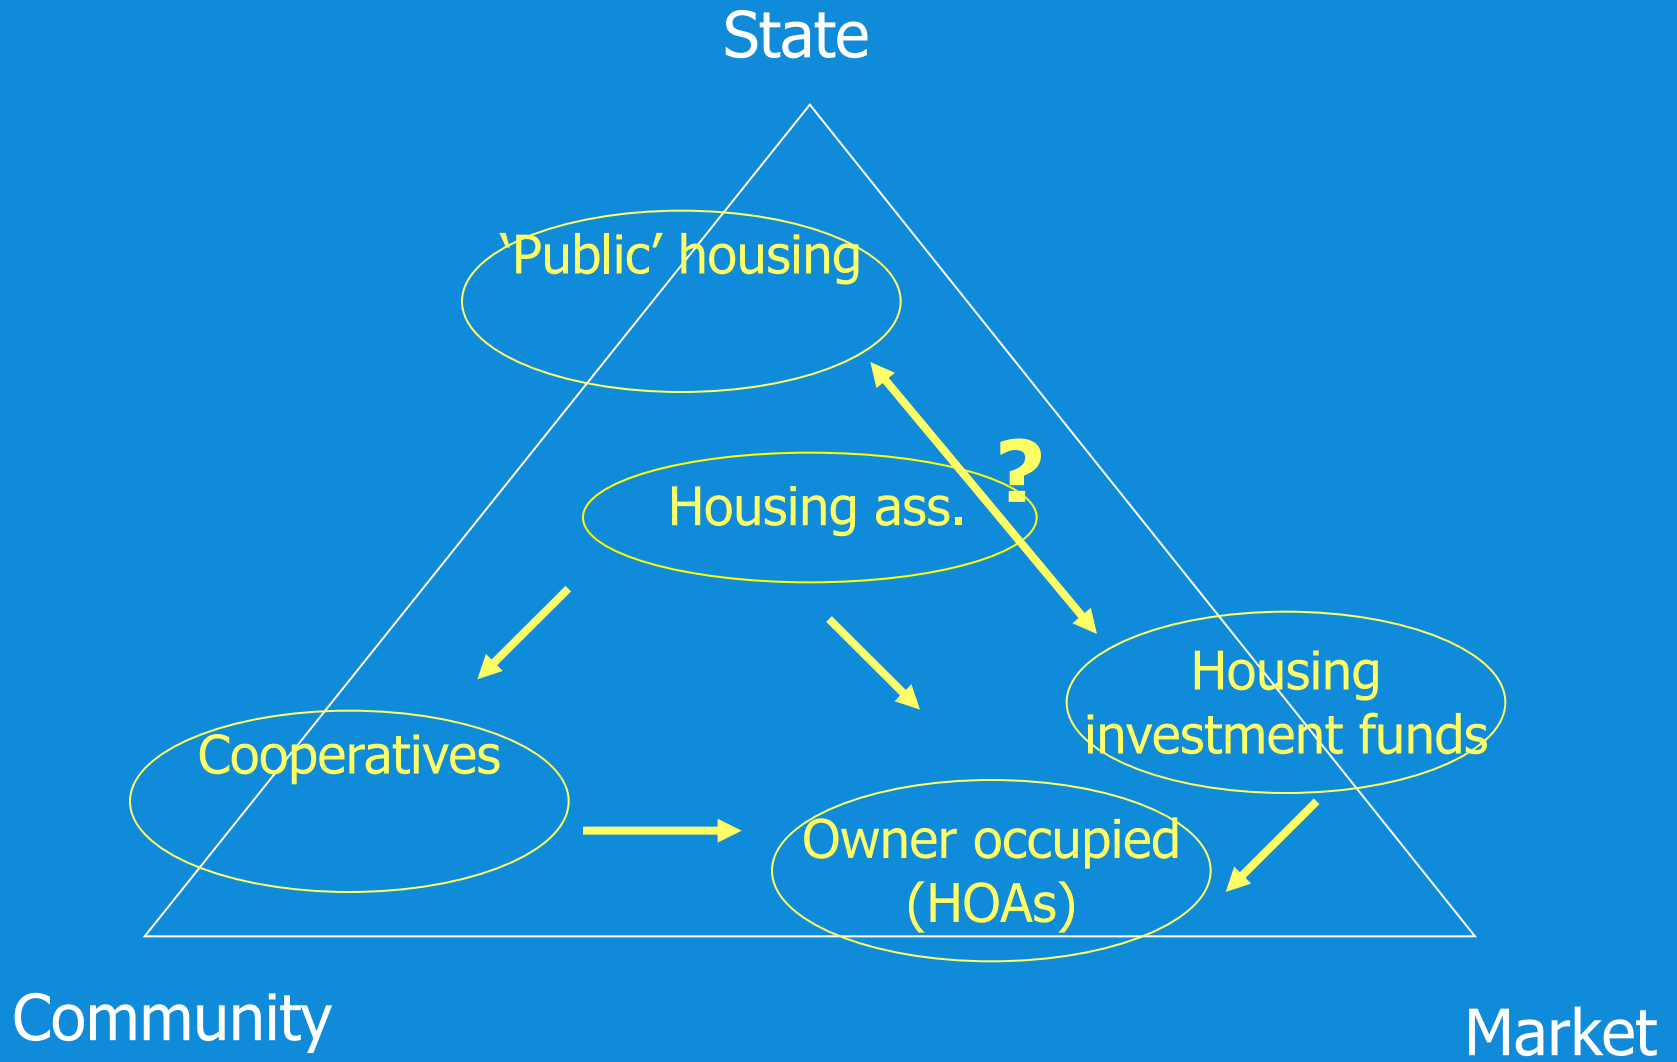 State
‘Public’ housing
?
Housing ass.
Housing
investment funds
Cooperatives
Owner occupied
(HOAs)
Community
Market